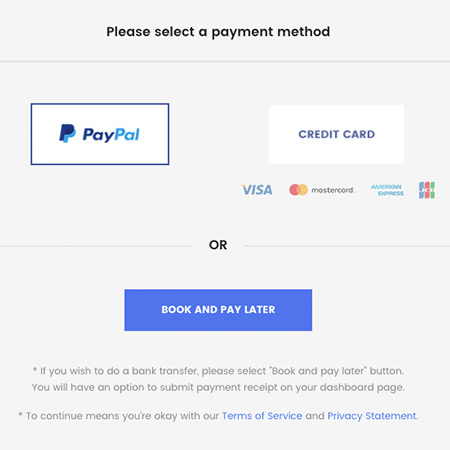 Please select a payment method
PayPal
CREDIT CARD
VISA
mastercard.
AMERICAN EXPRESS
JCB
OR
BOOK AND PAY LATER
* If you wish to do a bank transfer, please select "Book and pay later" button.
You will have an option to submit payment receipt on your dashboard page.
* To continue means you're okay with our Terms of Service and Privacy Statement.